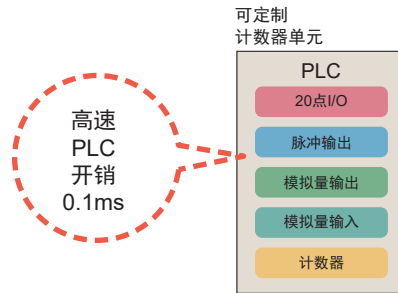 可定制
计数器单元
PLC
20点I/O
脉冲输出
模拟量输出
模拟量输入
计数器
高速
PLC
开销
0.1ms